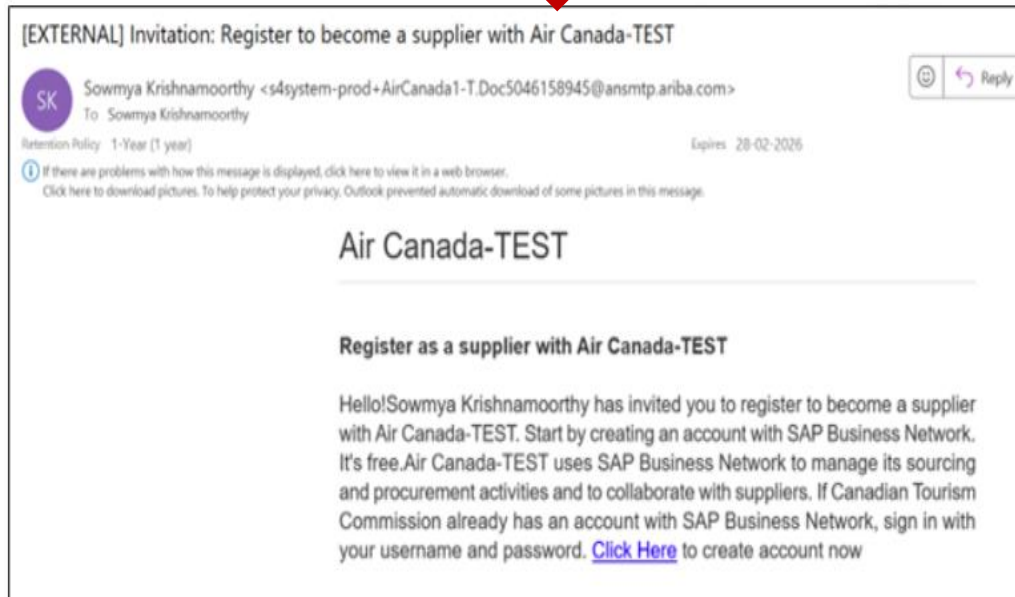 [EXTERNAL] Invitation: Register to become a supplier with Air Canada-TEST
SK
Sowmya Krishnamoorthy <s4system-prod+AirCanada1-T.Doc5046158945@ansmtp.ariba.com>
Reply
To Sowmya Krishnamoorthy
Retention Policy 1-Year (1 year)
Expires 28-02-2026
If there are problems with how this message is displayed, click here to view it in a web browser.
Click here to download pictures. To help protect your privacy, Outlook prevented automatic download of some pictures in this message.
Air Canada-TEST
Register as a supplier with Air Canada-TEST
Hello!Sowmya Krishnamoorthy has invited you to register to become a supplier
with Air Canada-TEST. Start by creating an account with SAP Business Network.
It's free.Air Canada-TEST uses SAP Business Network to manage its sourcing
and procurement activities and to collaborate with suppliers. If Canadian Tourism
Commission already has an account with SAP Business Network, sign in with
your username and password. Click Here to create account now